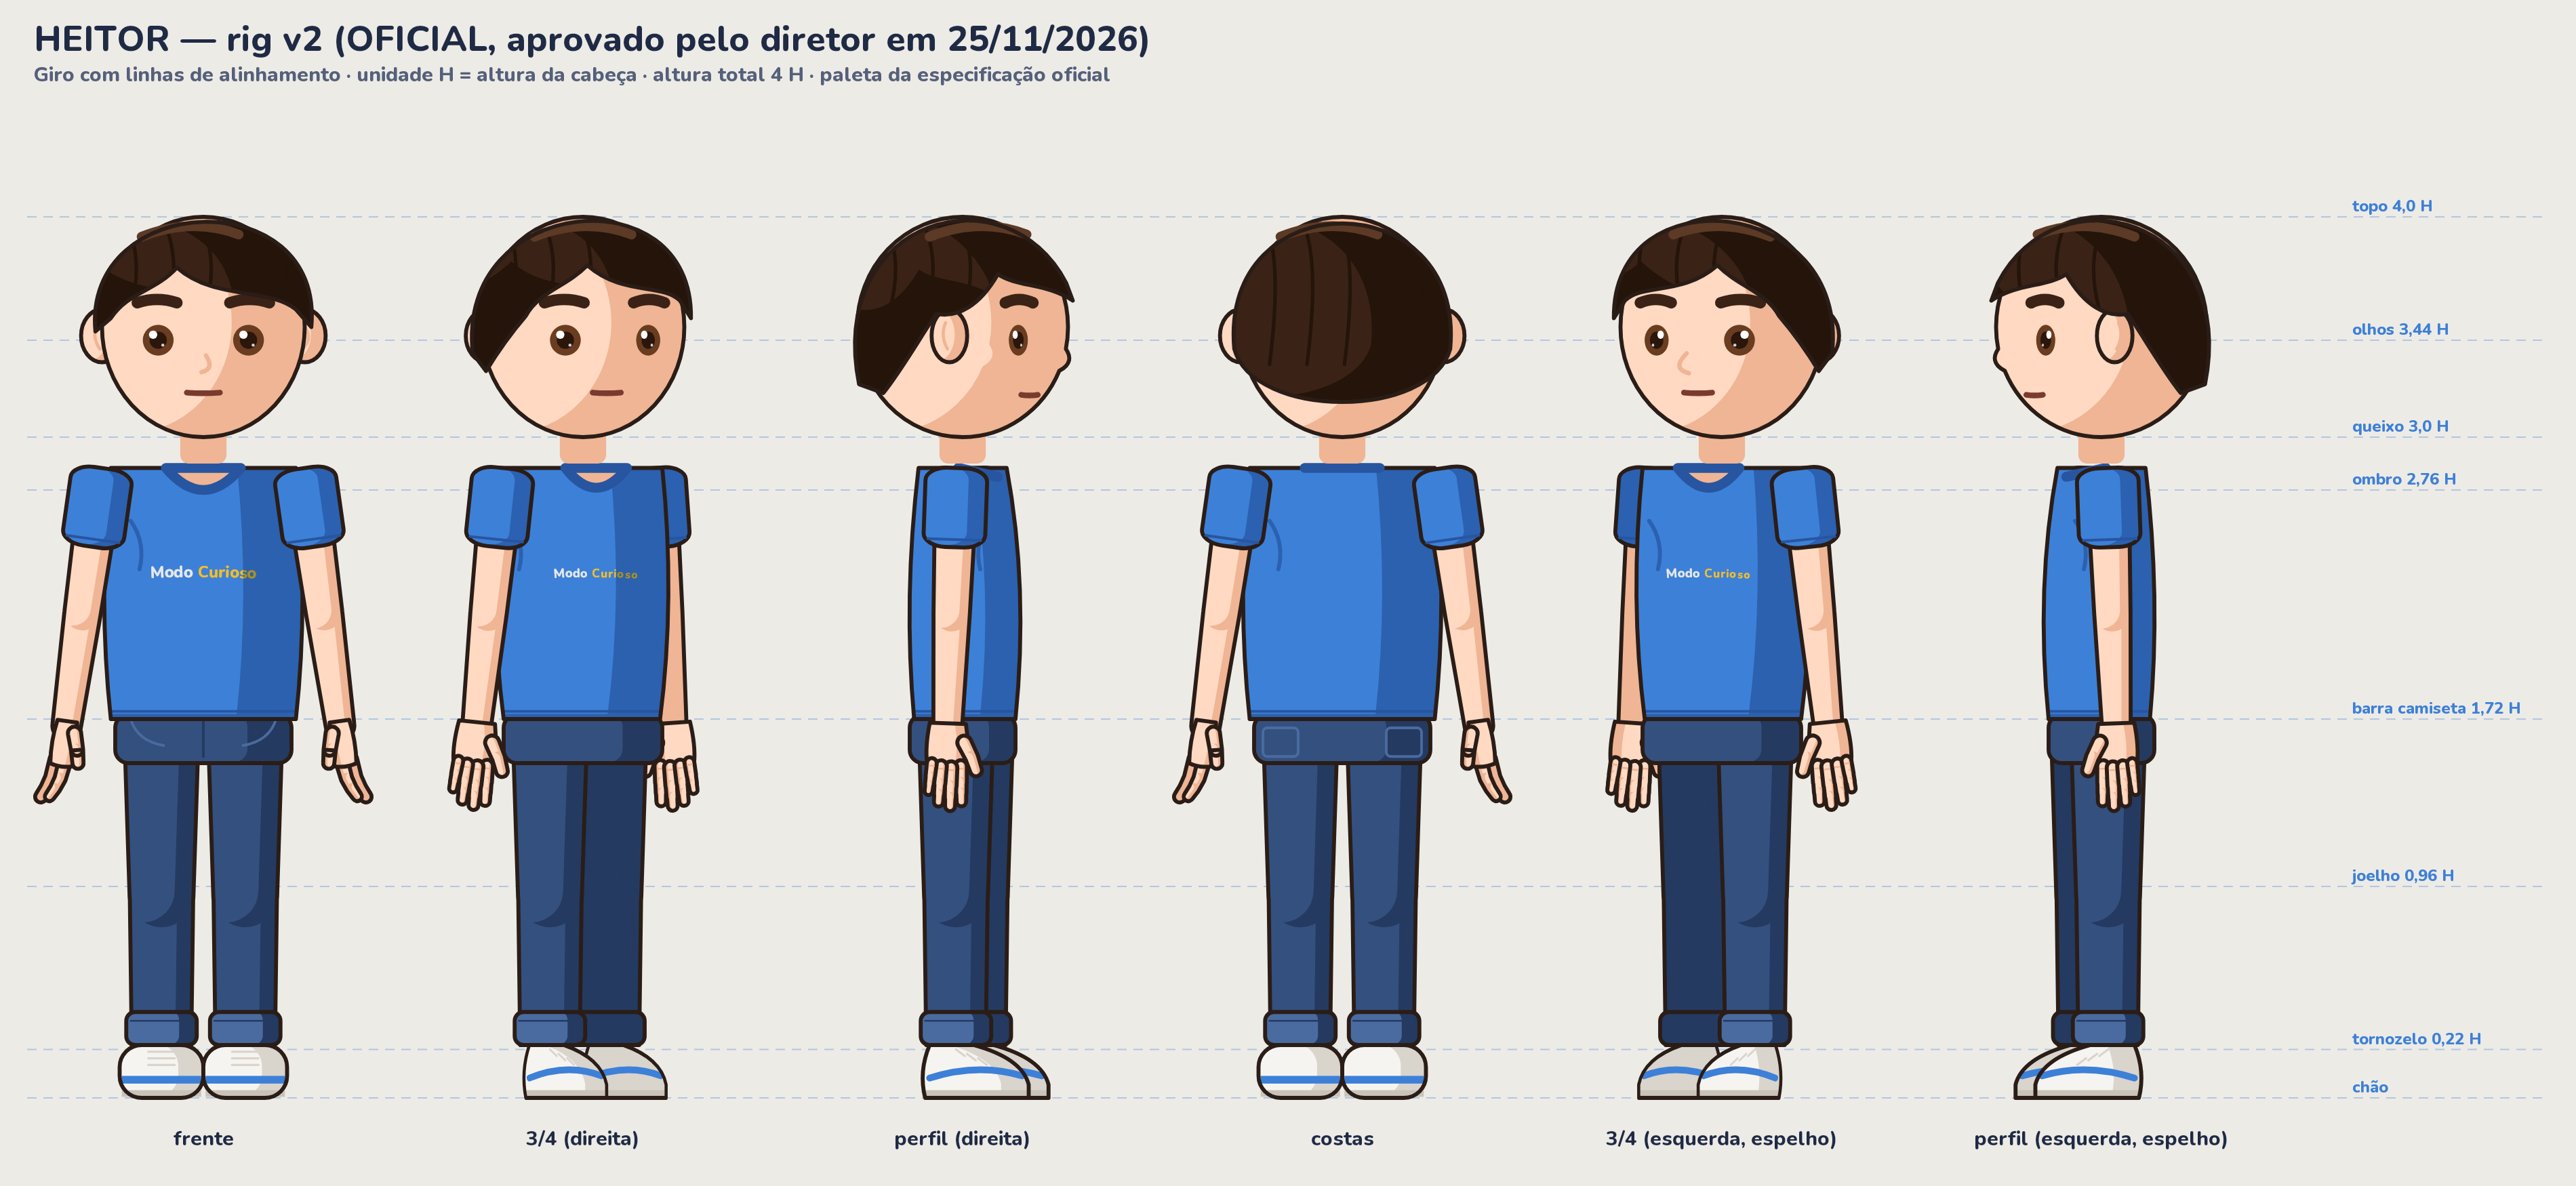 HEITOR — rig v2 (OFICIAL, aprovado pelo diretor em 25/11/2026)
Giro com linhas de alinhamento · unidade H = altura da cabeça · altura total 4 H · paleta da especificação oficial
topo 4,0 H
olhos 3,44 H
queixo 3,0 H
ombro 2,76 H
Modo Curioso
Modo Curioso
Modo Curioso
barra camiseta 1,72 H
joelho 0,96 H
tornozelo 0,22 H
chão
frente
3/4 (direita)
perfil (direita)
costas
3/4 (esquerda, espelho)
perfil (esquerda, espelho)